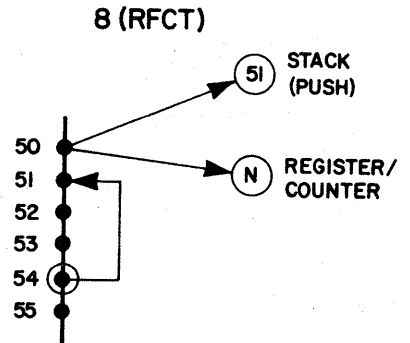 8 (RFCT)
51
STACK
(PUSH)
50
51
52
53
54
55
N
REGISTER/
COUNTER